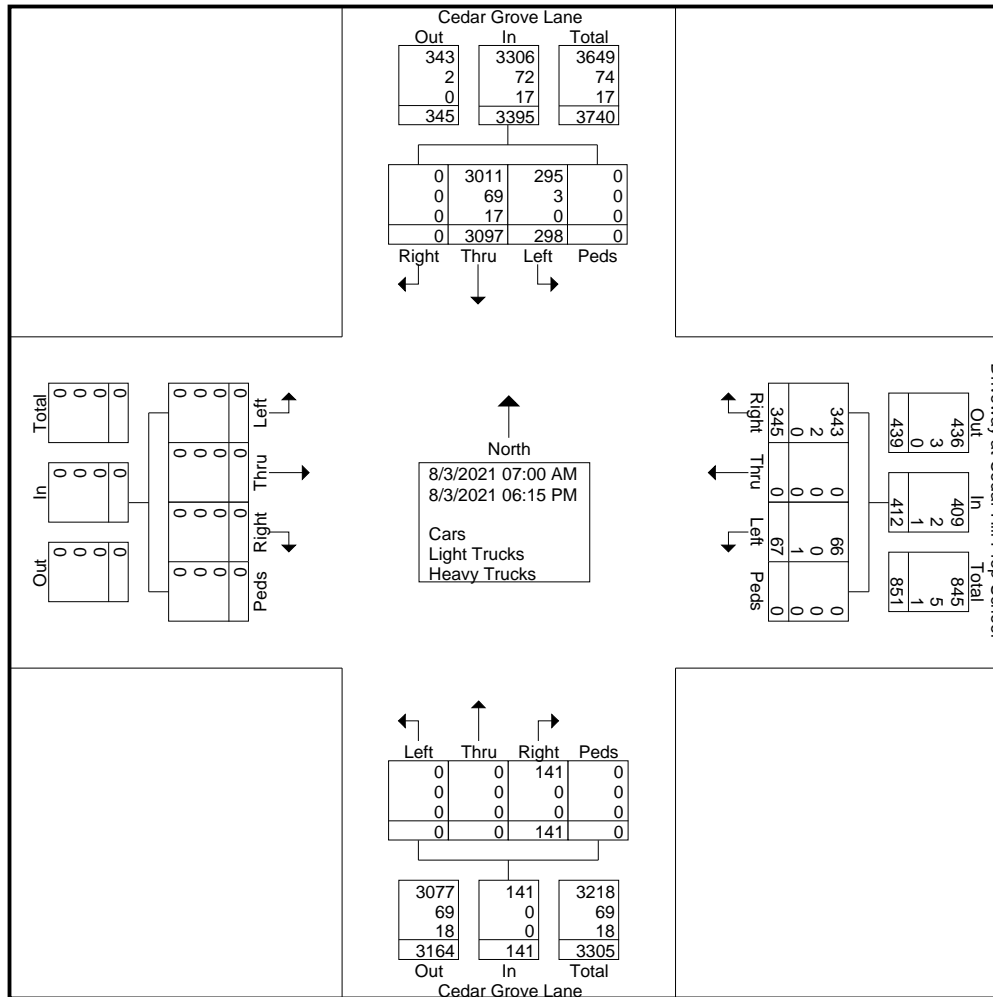 Cedar Grove Lane
Out In Total
343 3306 3649
2 72 74
0 17 17
345 3395 3740
0 3011 295 0
0 69 3 0
0 17 0 0
0 3097 298 0
Right Thru Left Peds
Total
0 0 0 0
In
0 0 0 0
Out
0 0 0 0
Left
0 0 0 0
Thru
0 0 0 0
Right
0 0 0 0
Peds
0 0 0 0
North
8/3/2021 07:00 AM
8/3/2021 06:15 PM
Cars
Light Trucks
Heavy Trucks
Right
343 2 0 345
Thru
0 0 0 0
Left
66 0 1 67
Peds
0 0 0 0
Out
436 3 0 439
In
409 2 1 412
Total
845 5 1 851
Left Thru Right Peds
0 0 141 0
0 0 0 0
0 0 0 0
0 0 141 0
3077 141 3218
69 0 69
18 0 18
3164 141 3305
Out In Total
Cedar Grove Lane